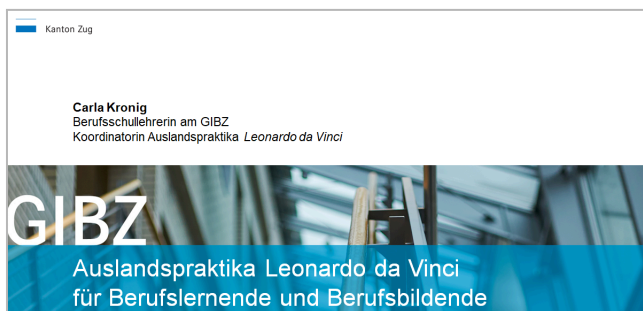 Kanton Zug
Carla Kronig
Berufsschullehrerin am GIBZ
Koordinatorin Auslandspraktika Leonardo da Vinci
GIBZ
Auslandspraktika Leonardo da Vinci
für Berufslernende und Berufsbildende